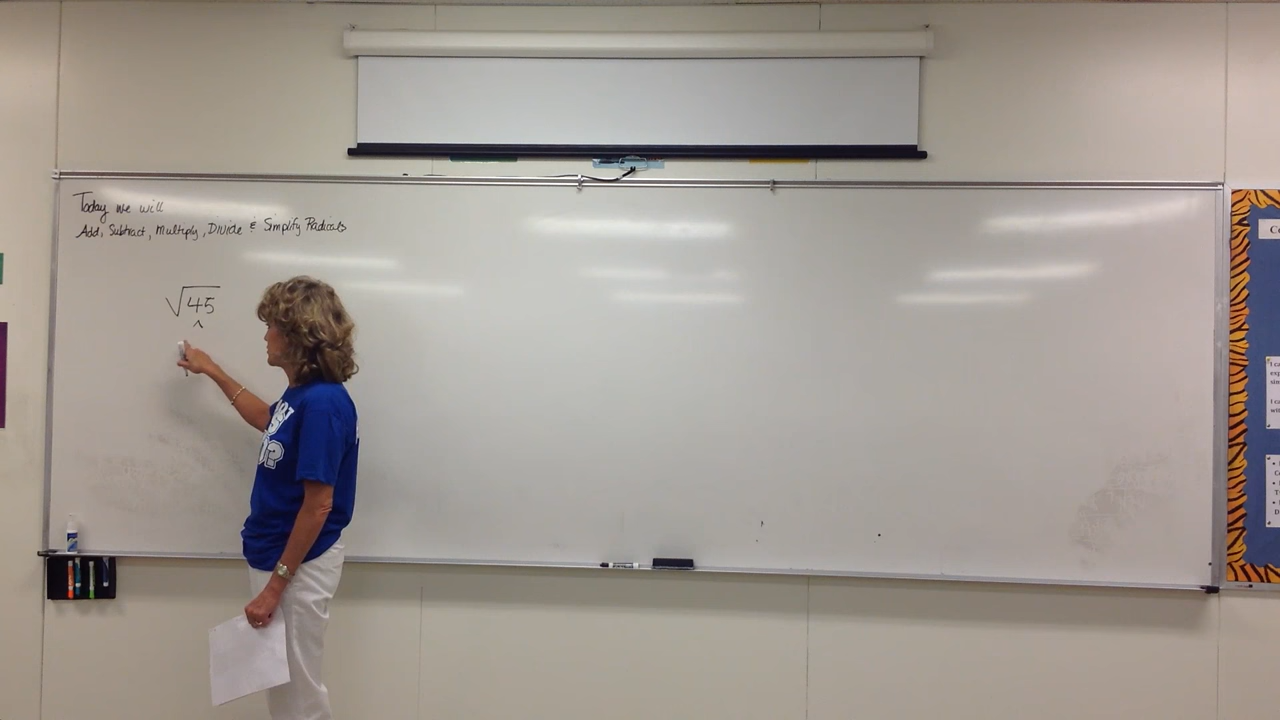 Today we will
Add, Subtract, Multiply, Divide & Simplify Radicals
√45
^